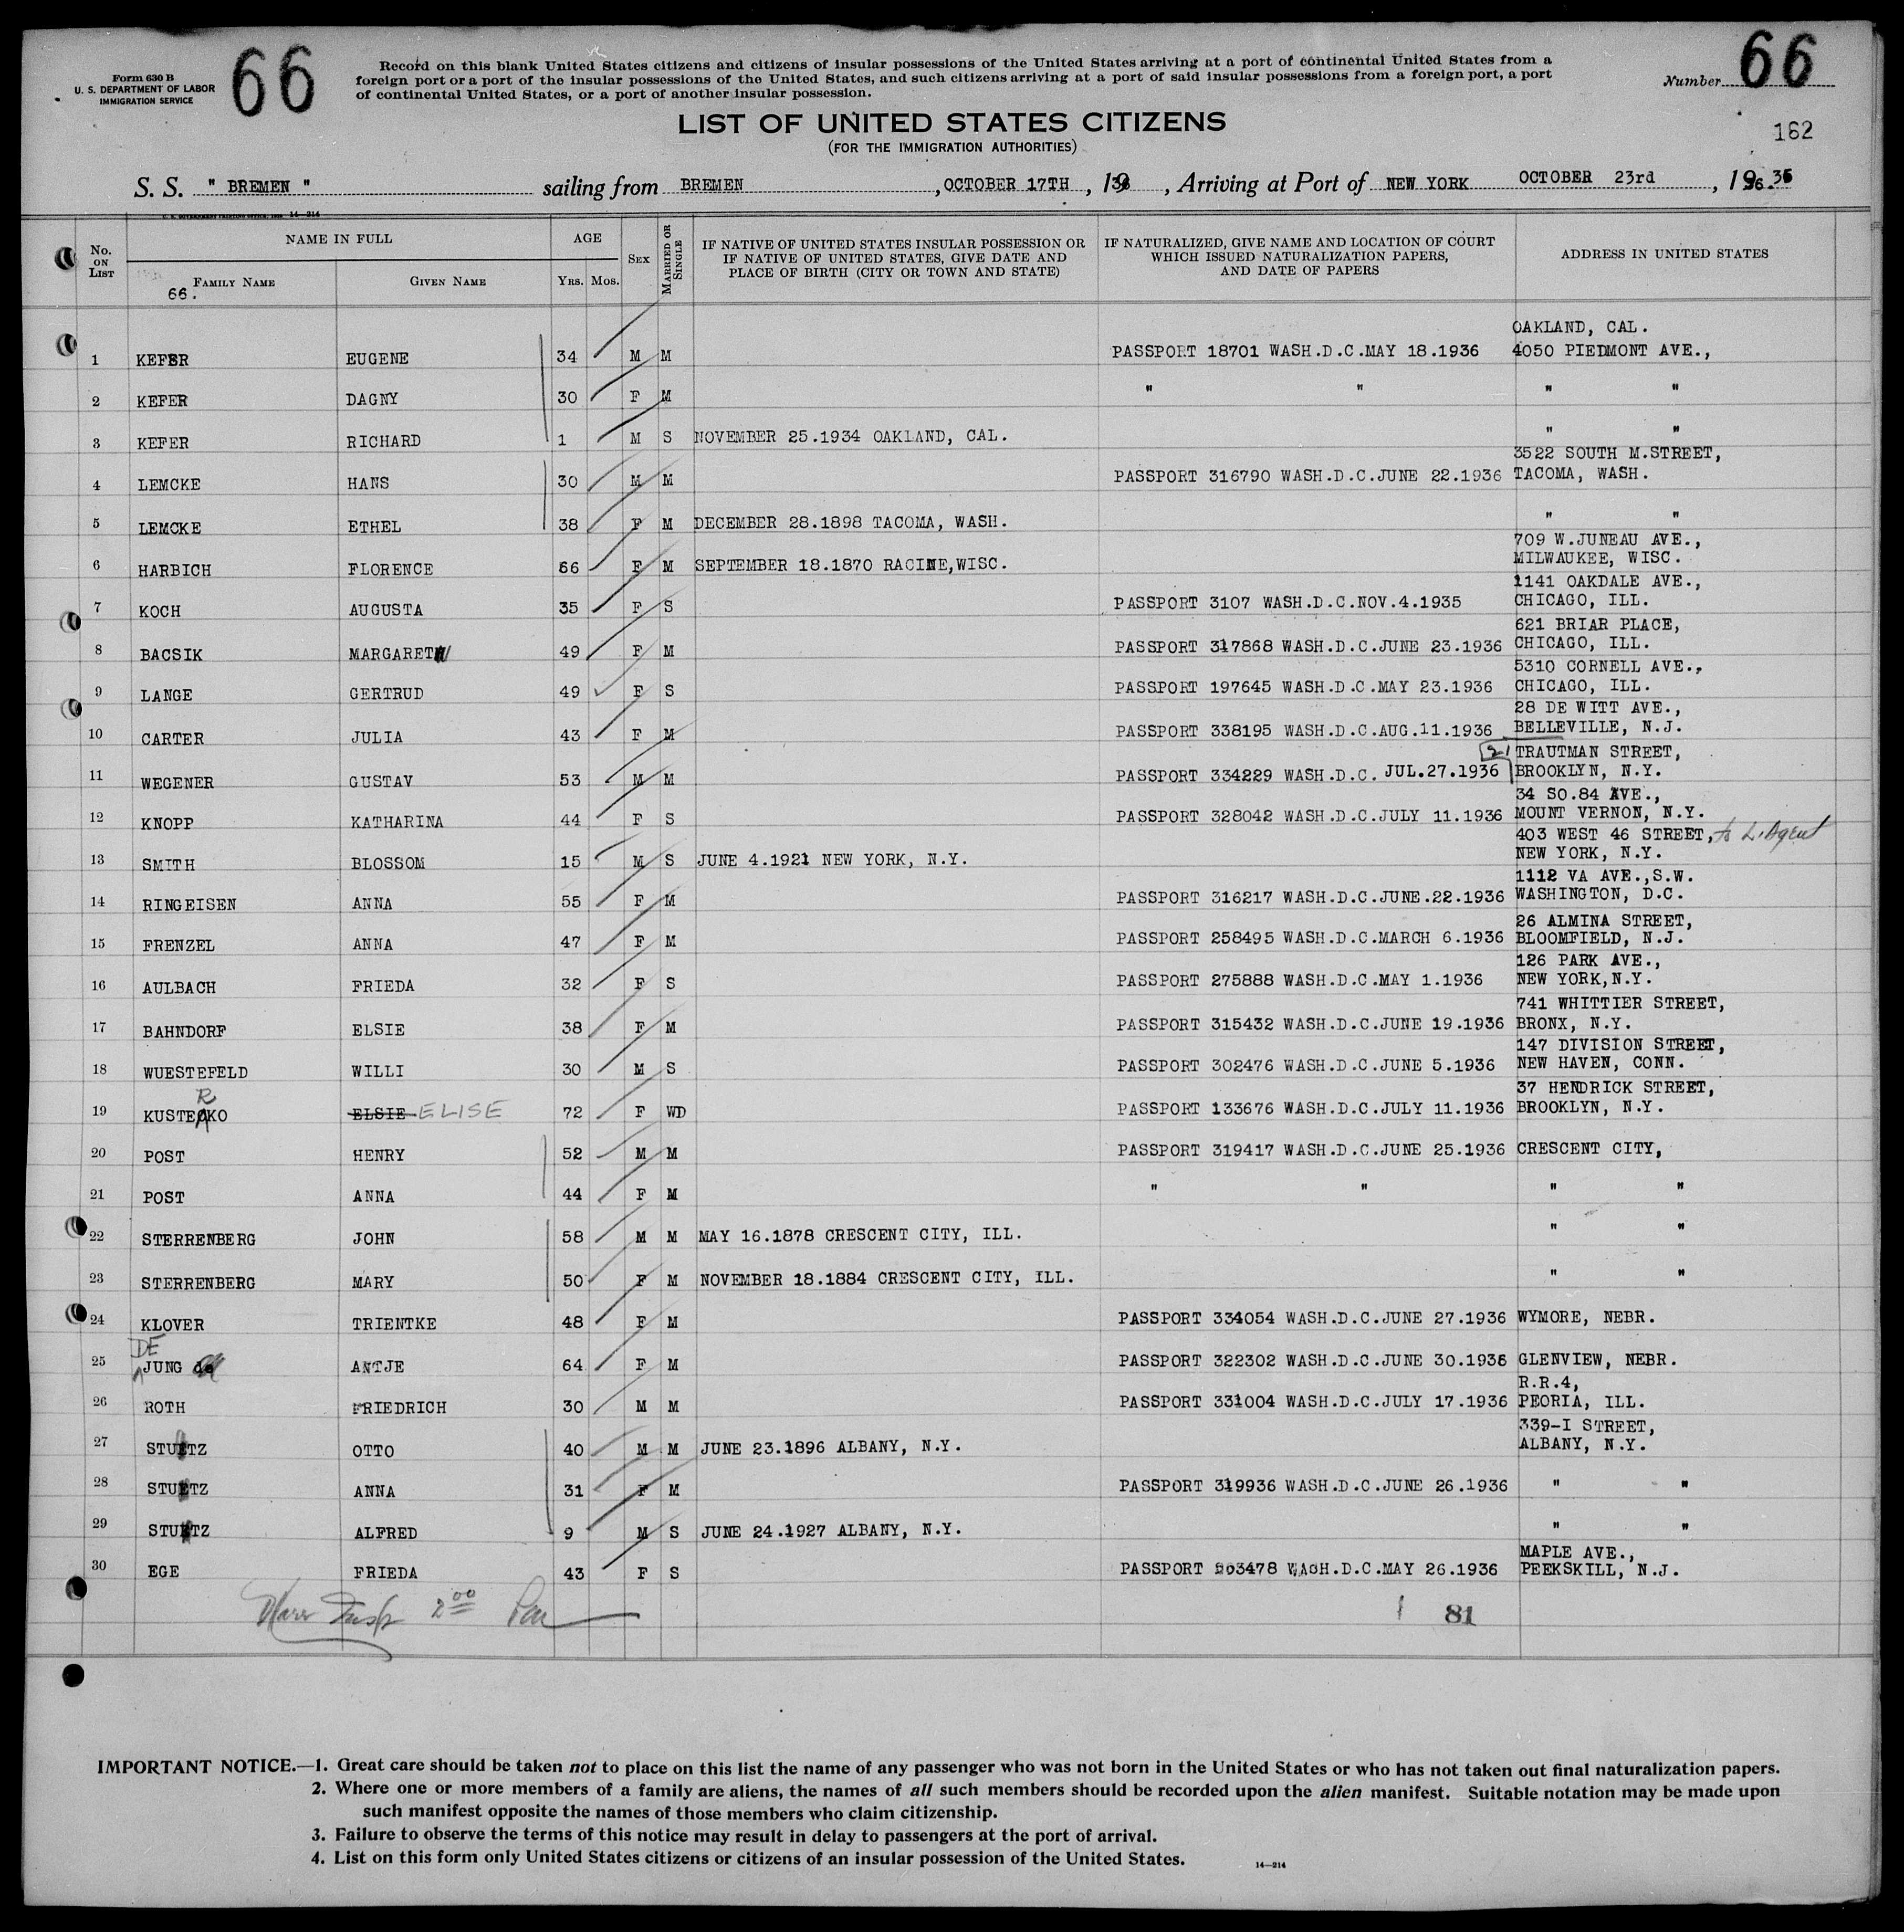 Form 630 B
U. S. DEPARTMENT OF LABOR
IMMIGRATION SERVICE
66
Record on this blank United States citizens and citizens of insular possessions of the United States arriving at a port of continental United States from a
foreign port or a port of the insular possessions of the United States, and such citizens arriving at a port of said insular possessions from a foreign port, a port
of continental United States, or a port of another insular possession.
Number 66
LIST OF UNITED STATES CITIZENS
(FOR THE IMMIGRATION AUTHORITIES)
162
S. S. " BREMEN " sailing from BREMEN, OCTOBER 17TH, 1936, Arriving at Port of NEW YORK OCTOBER 23rd, 1936.
14—214
No. ON LIST
NAME IN FULL
FAMILY NAME
GIVEN NAME
AGE
YRS. MOS.
SEX
MARRIED OR SINGLE
IF NATIVE OF UNITED STATES INSULAR POSSESSION OR
IF NATIVE OF UNITED STATES, GIVE DATE AND
PLACE OF BIRTH (CITY OR TOWN AND STATE)
IF NATURALIZED, GIVE NAME AND LOCATION OF COURT
WHICH ISSUED NATURALIZATION PAPERS,
AND DATE OF PAPERS
ADDRESS IN UNITED STATES
66.
OAKLAND, CAL.
1 KEFER EUGENE 34 M M PASSPORT 18701 WASH.D.C.MAY 18.1936 4050 PIEDMONT AVE.,
2 KEFER DAGNY 30 F M " " " "
3 KEFER RICHARD 1 M S NOVEMBER 25.1934 OAKLAND, CAL. " "
3522 SOUTH M.STREET,
4 LEMCKE HANS 30 M M PASSPORT 316790 WASH.D.C.JUNE 22.1936 TACOMA, WASH.
5 LEMCKE ETHEL 38 F M DECEMBER 28.1898 TACOMA, WASH. " "
709 W.JUNEAU AVE.,
6 HARBICH FLORENCE 66 F M SEPTEMBER 18.1870 RACINE,WISC. MILWAUKEE, WISC.
1141 OAKDALE AVE.,
7 KOCH AUGUSTA 35 F S PASSPORT 3107 WASH.D.C.NOV.4.1935 CHICAGO, ILL.
621 BRIAR PLACE,
8 BACSIK MARGARET 49 F M PASSPORT 317868 WASH.D.C.JUNE 23.1936 CHICAGO, ILL.
5310 CORNELL AVE.,
9 LANGE GERTRUD 49 F S PASSPORT 197645 WASH.D.C.MAY 23.1936 CHICAGO, ILL.
28 DE WITT AVE.,
10 CARTER JULIA 43 F M PASSPORT 338195 WASH.D.C.AUG.11.1936 BELLEVILLE, N.J.
21 TRAUTMAN STREET,
11 WEGENER GUSTAV 53 M M PASSPORT 334229 WASH.D.C. JUL.27.1936 BROOKLYN, N.Y.
34 SO.84 AVE.,
12 KNOPP KATHARINA 44 F S PASSPORT 328042 WASH.D.C.JULY 11.1936 MOUNT VERNON, N.Y.
403 WEST 46 STREET, to L. Agent
13 SMITH BLOSSOM 15 M S JUNE 4.1921 NEW YORK, N.Y. NEW YORK, N.Y.
1112 VA AVE.,S.W.
14 RINGEISEN ANNA 55 F M PASSPORT 316217 WASH.D.C.JUNE.22.1936 WASHINGTON, D.C.
26 ALMINA STREET,
15 FRENZEL ANNA 47 F M PASSPORT 258495 WASH.D.C.MARCH 6.1936 BLOOMFIELD, N.J.
126 PARK AVE.,
16 AULBACH FRIEDA 32 F S PASSPORT 275888 WASH.D.C.MAY 1.1936 NEW YORK,N.Y.
741 WHITTIER STREET,
17 BAHNDORF ELSIE 38 F M PASSPORT 315432 WASH.D.C.JUNE 19.1936 BRONX, N.Y.
147 DIVISION STREET,
18 WUESTEFELD WILLI 30 M S PASSPORT 302476 WASH.D.C.JUNE 5.1936 NEW HAVEN, CONN.
37 HENDRICK STREET,
19 KUSTERKO ELSIE ELISE 72 F WD PASSPORT 133676 WASH.D.C.JULY 11.1936 BROOKLYN, N.Y.
20 POST HENRY 52 M M PASSPORT 319417 WASH.D.C.JUNE 25.1936 CRESCENT CITY,
21 POST ANNA 44 F M " " " "
22 STERRENBERG JOHN 58 M M MAY 16.1878 CRESCENT CITY, ILL. " "
23 STERRENBERG MARY 50 F M NOVEMBER 18.1884 CRESCENT CITY, ILL. " "
24 KLOVER TRIENTKE 48 F M PASSPORT 334054 WASH.D.C.JUNE 27.1936 WYMORE, NEBR.
25 DE JUNG ANTJE 64 F M PASSPORT 322302 WASH.D.C.JUNE 30.1936 GLENVIEW, NEBR.
R.R.4,
26 ROTH FRIEDRICH 30 M M PASSPORT 331004 WASH.D.C.JULY 17.1936 PEORIA, ILL.
339-I STREET,
27 STUTZ OTTO 40 M M JUNE 23.1896 ALBANY, N.Y. ALBANY, N.Y.
28 STUTZ ANNA 31 F M PASSPORT 319936 WASH.D.C.JUNE 26.1936 " "
29 STUTZ ALFRED 9 M S JUNE 24.1927 ALBANY, N.Y. " "
MAPLE AVE.,
30 EGE FRIEDA 43 F S PASSPORT 303478 WASH.D.C.MAY 26.1936 PEEKSKILL, N.J.
2 00
81
IMPORTANT NOTICE.—1. Great care should be taken not to place on this list the name of any passenger who was not born in the United States or who has not taken out final naturalization papers.
2. Where one or more members of a family are aliens, the names of all such members should be recorded upon the alien manifest. Suitable notation may be made upon
such manifest opposite the names of those members who claim citizenship.
3. Failure to observe the terms of this notice may result in delay to passengers at the port of arrival.
4. List on this form only United States citizens or citizens of an insular possession of the United States.
14—214